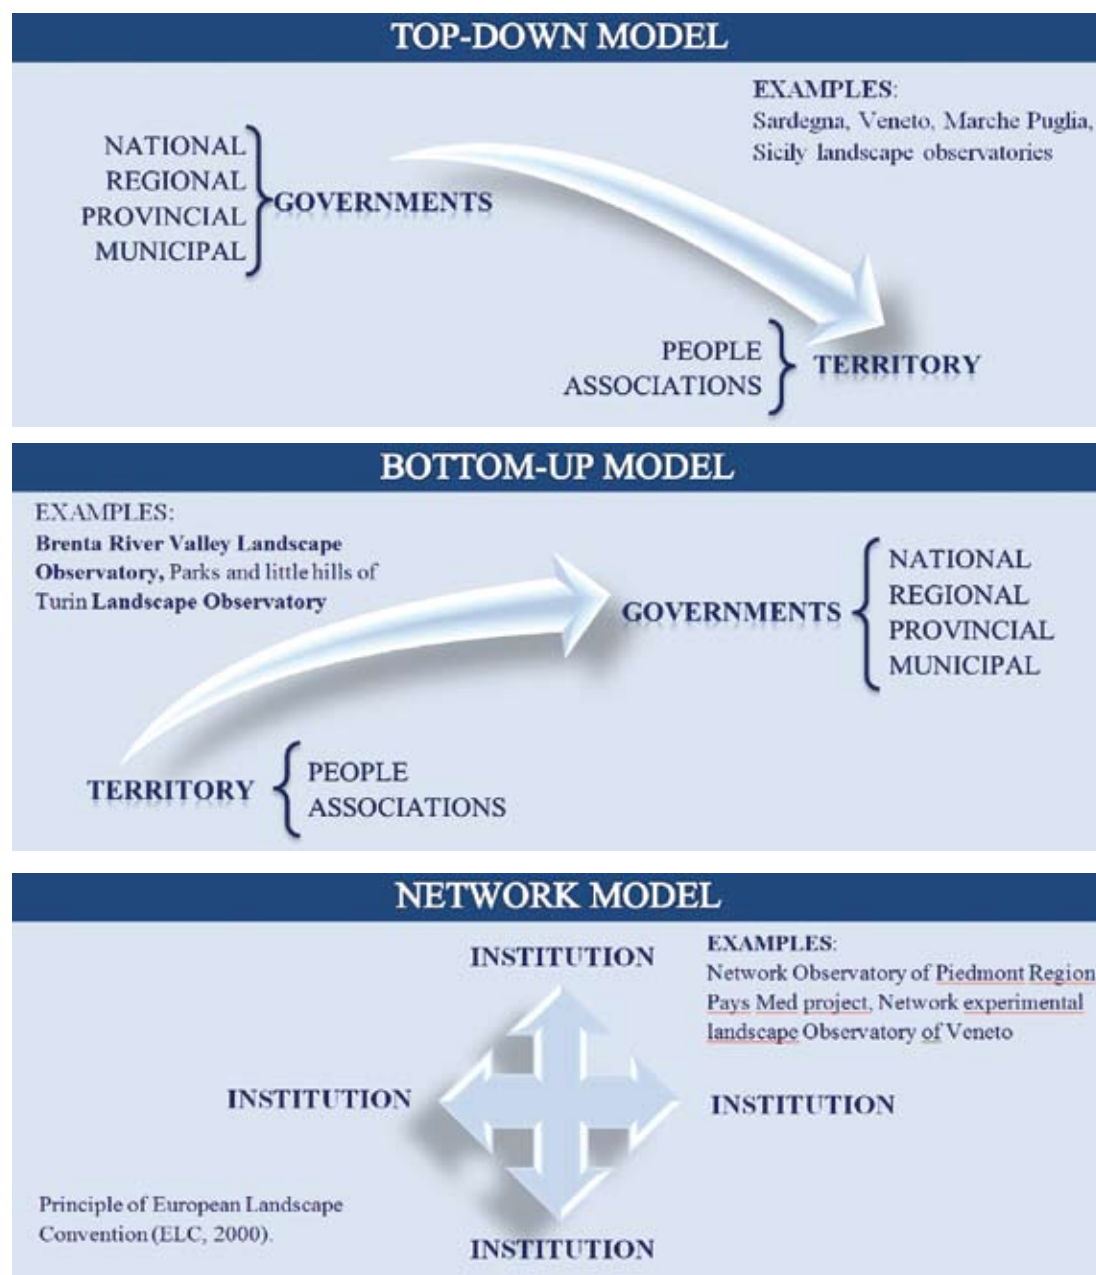 TOP-DOWN MODEL
EXAMPLES:
Sardegna, Veneto, Marche Puglia,
Sicily landscape observatories
NATIONAL
REGIONAL
PROVINCIAL
MUNICIPAL
GOVERNMENTS
PEOPLE
ASSOCIATIONS
TERRITORY
BOTTOM-UP MODEL
EXAMPLES:
Brenta River Valley Landscape
Observatory, Parks and little hills of
Turin Landscape Observatory
GOVERNMENTS
NATIONAL
REGIONAL
PROVINCIAL
MUNICIPAL
TERRITORY
PEOPLE
ASSOCIATIONS
NETWORK MODEL
INSTITUTION
EXAMPLES:
Network Observatory of Piedmont Region
Pays Med project, Network experimental
landscape Observatory of Veneto
INSTITUTION
INSTITUTION
Principle of European Landscape
Convention (ELC, 2000).
INSTITUTION